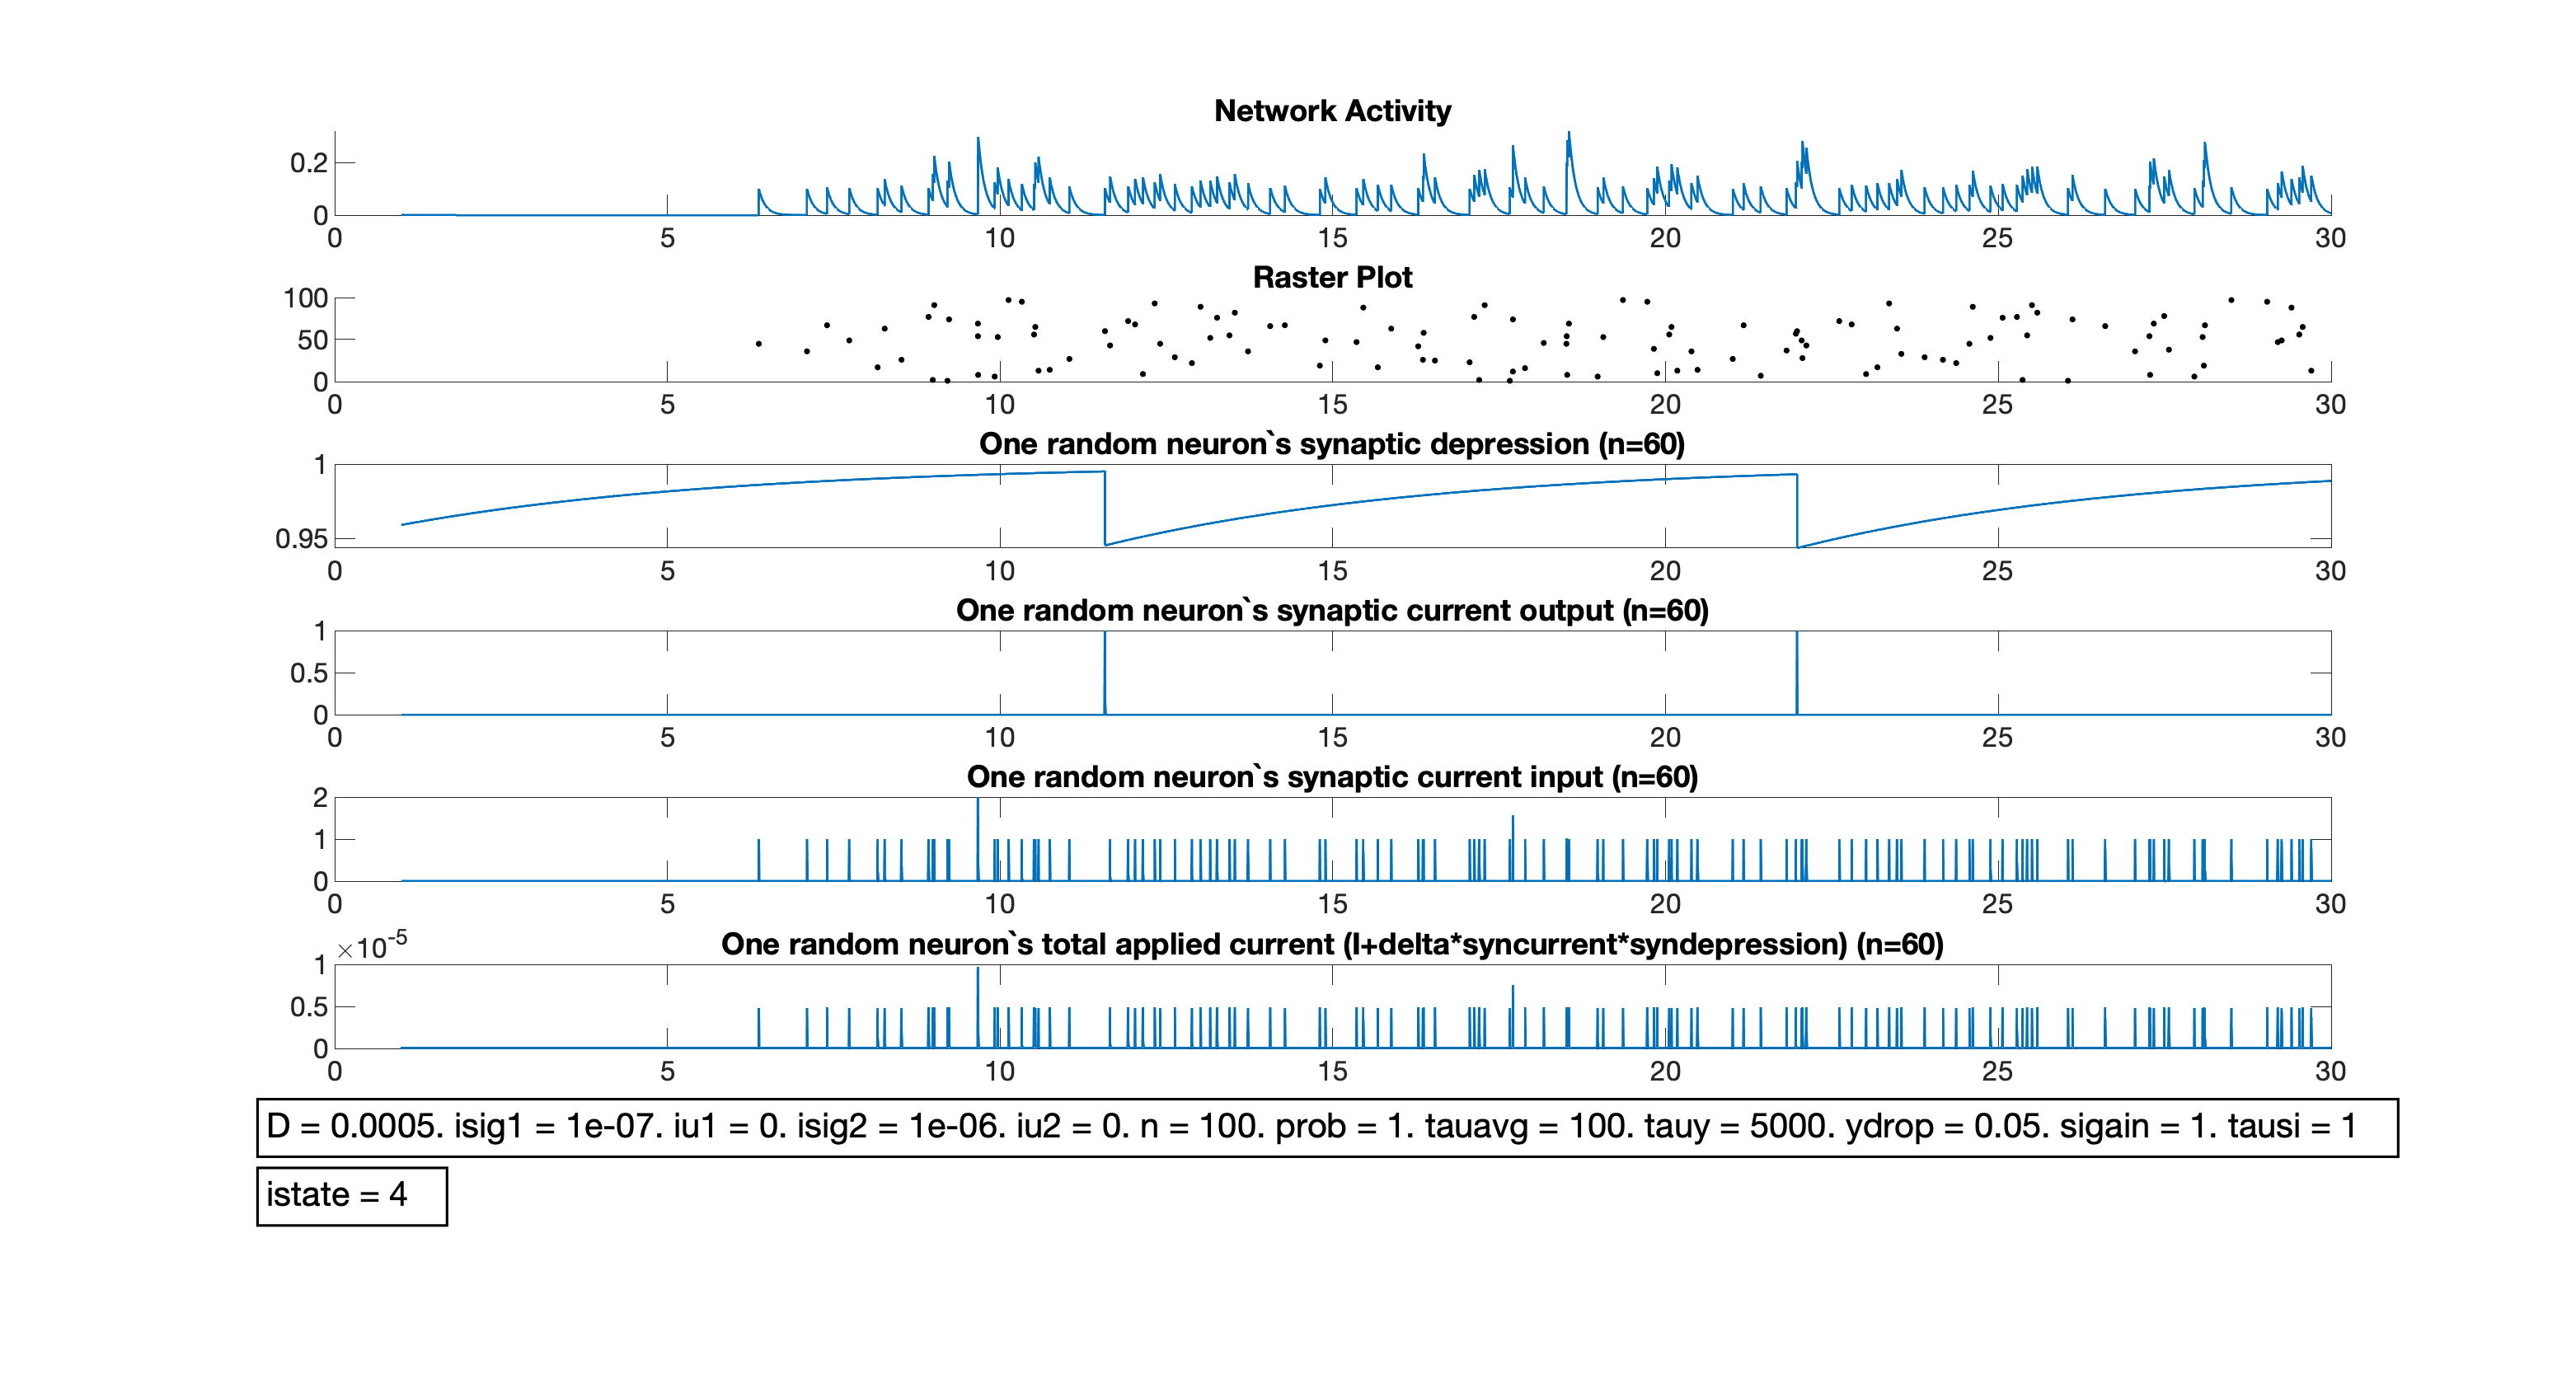 Network Activity
0.2
0
0 5 10 15 20 25 30
Raster Plot
100
50
0
0 5 10 15 20 25 30
One random neuron`s synaptic depression (n=60)
1
0.95
0 5 10 15 20 25 30
One random neuron`s synaptic current output (n=60)
1
0.5
0
0 5 10 15 20 25 30
One random neuron`s synaptic current input (n=60)
2
1
0
0 5 10 15 20 25 30
×10⁻⁵ One random neuron`s total applied current (I+delta*syncurrent*syndepression) (n=60)
1
0.5
0
0 5 10 15 20 25 30
D = 0.0005. isig1 = 1e-07. iu1 = 0. isig2 = 1e-06. iu2 = 0. n = 100. prob = 1. tauavg = 100. tauy = 5000. ydrop = 0.05. sigain = 1. tausi = 1
istate = 4